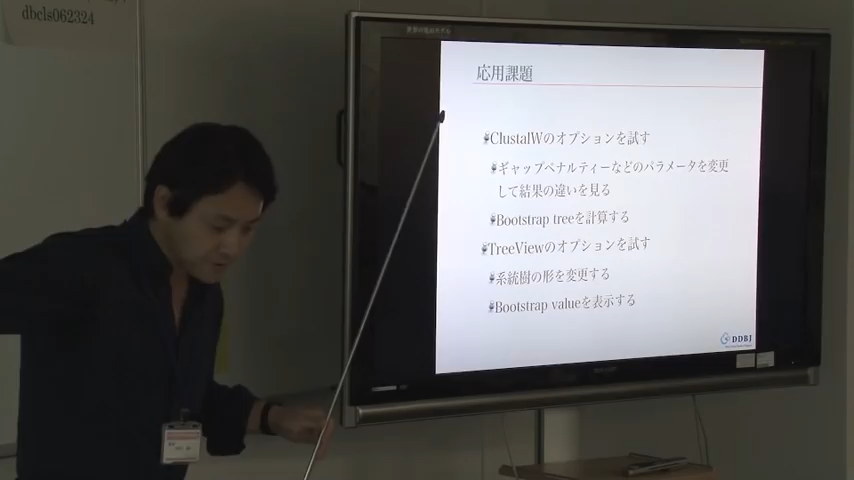 dbcls062324
応用課題
ClustalWのオプションを試す
ギャップペナルティーなどのパラメータを変更
して結果の違いを見る
Bootstrap treeを計算する
TreeViewのオプションを試す
系統樹の形を変更する
Bootstrap valueを表示する
DDBJ